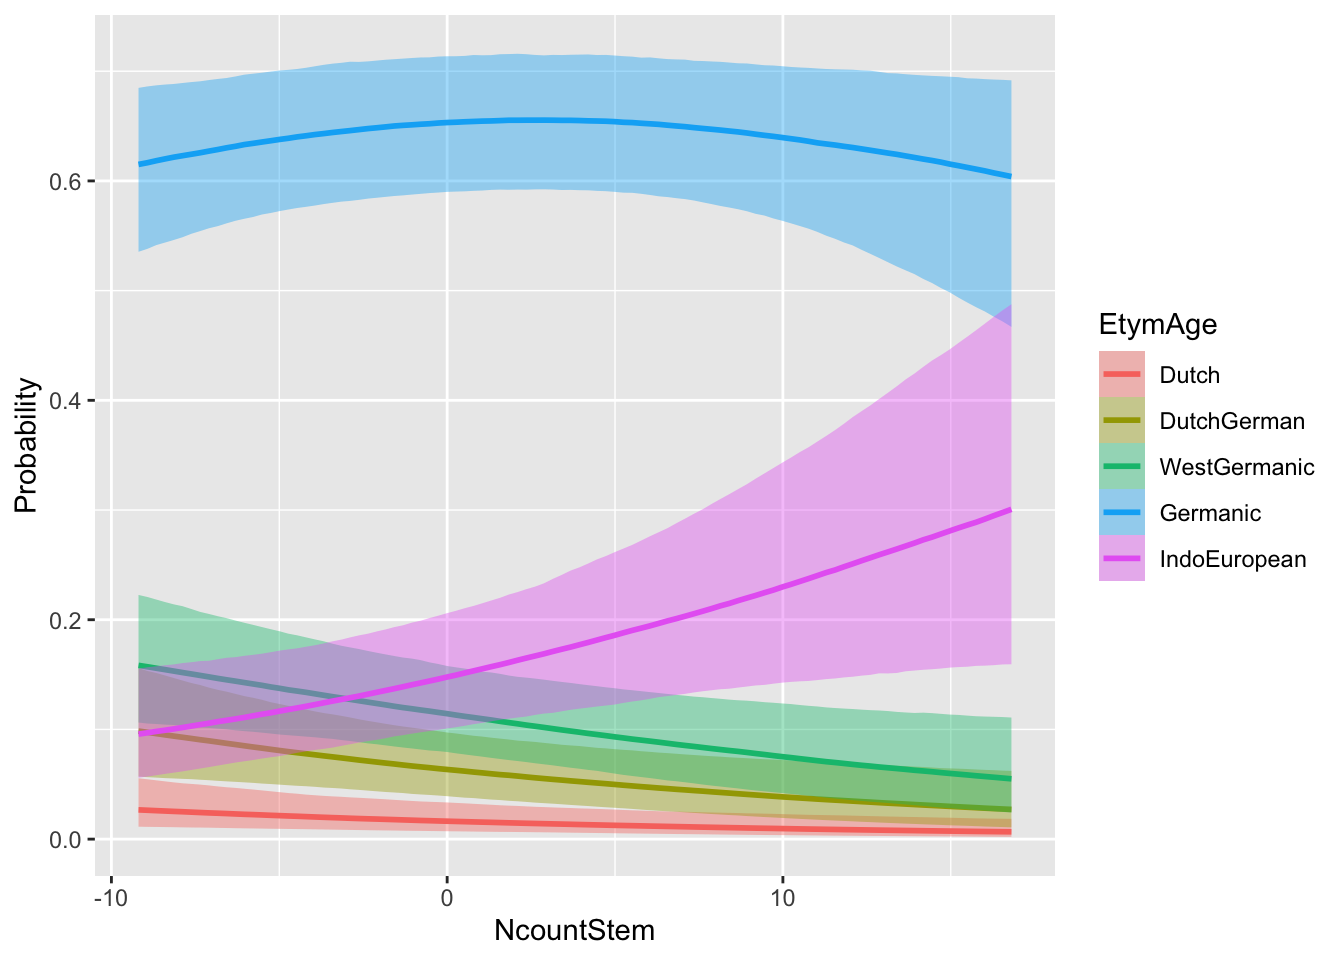 0.6
0.4
0.2
0.0
Probability
-10
0
10
NcountStem
EtymAge
Dutch
DutchGerman
WestGermanic
Germanic
IndoEuropean